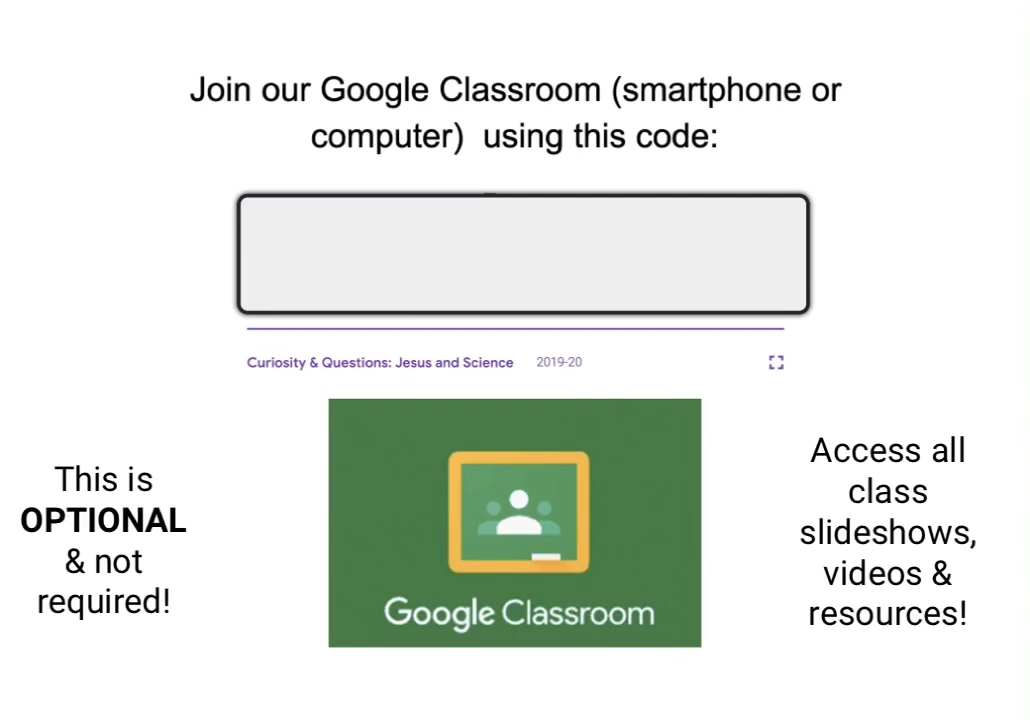 Join our Google Classroom (smartphone or
computer) using this code:
Curiosity & Questions: Jesus and Science 2019-20
This is
OPTIONAL
& not
required!
Google Classroom
Access all
class
slideshows,
videos &
resources!